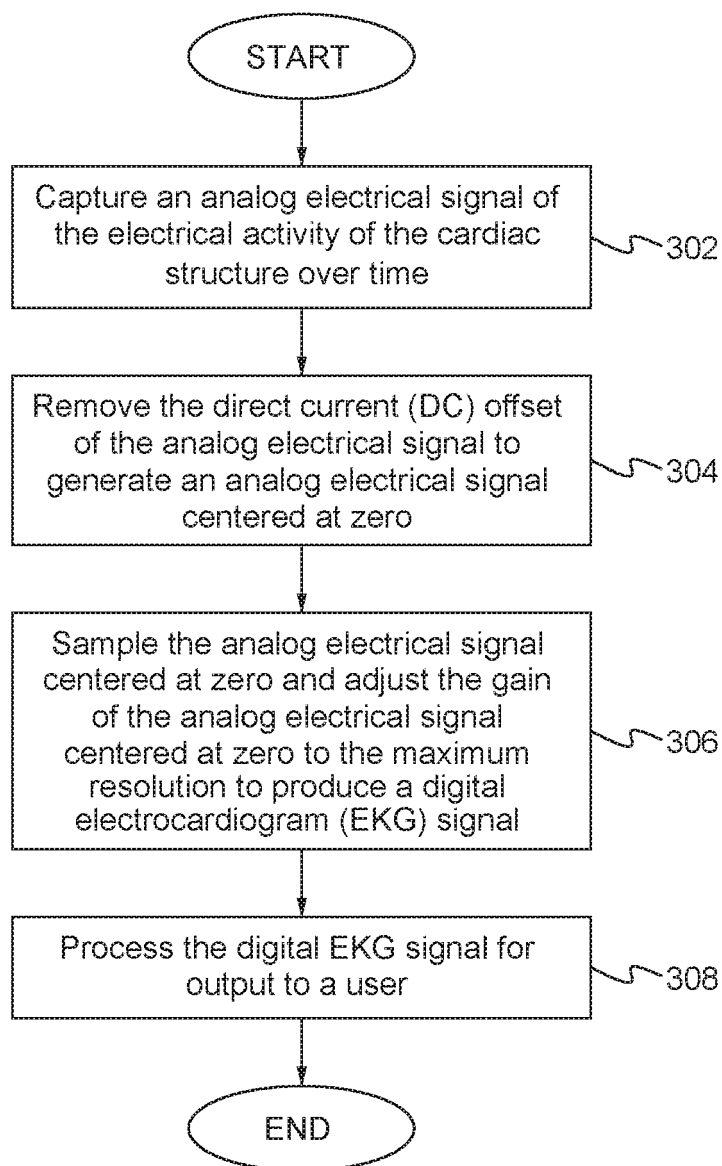 START
Capture an analog electrical signal of
the electrical activity of the cardiac
structure over time
302
Remove the direct current (DC) offset
of the analog electrical signal to
generate an analog electrical signal
centered at zero
304
Sample the analog electrical signal
centered at zero and adjust the gain
of the analog electrical signal
centered at zero to the maximum
resolution to produce a digital
electrocardiogram (EKG) signal
306
Process the digital EKG signal for
output to a user
308
END